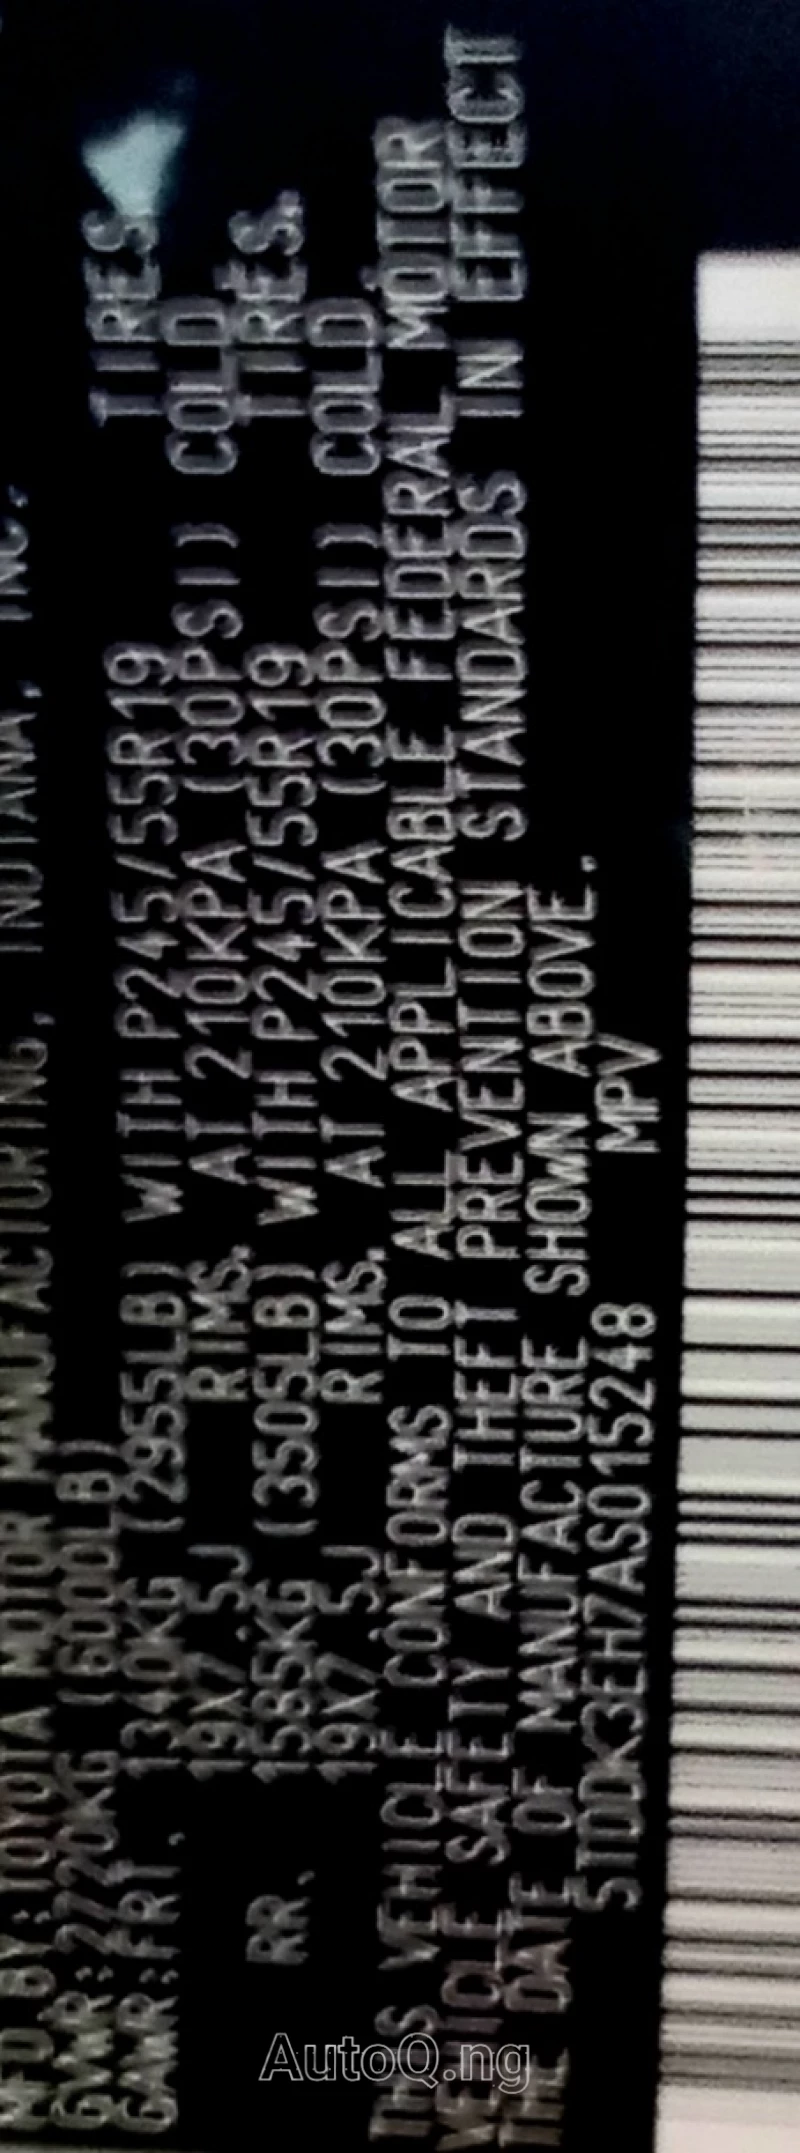 MFD BY:TOYOTA MOTOR MANUFACTURING, INDIANA, INC.
GVWR:2720KG (6000LB)
GAWR:FRT. 1340KG (2955LB) WITH P245/55R19 TIRES
19X7.5J RIMS. AT 210KPA (30PSI) COLD
RR. 1585KG (3505LB) WITH P245/55R19 TIRES.
19X7.5J RIMS. AT 210KPA (30PSI) COLD
THIS VEHICLE CONFORMS TO ALL APPLICABLE FEDERAL MOTOR
VEHICLE SAFETY AND THEFT PREVENTION STANDARDS IN EFFECT
THE DATE OF MANUFACTURE SHOWN ABOVE.
5TDDK3EH7AS015248 MPV
AutoQ.ng